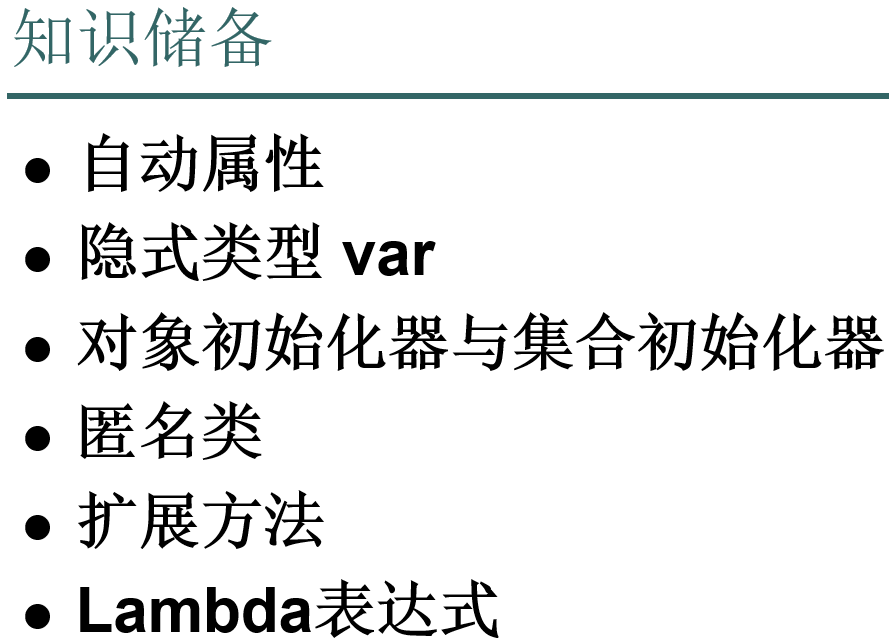 知识储备
● 自动属性
● 隐式类型 var
● 对象初始化器与集合初始化器
● 匿名类
● 扩展方法
● Lambda表达式